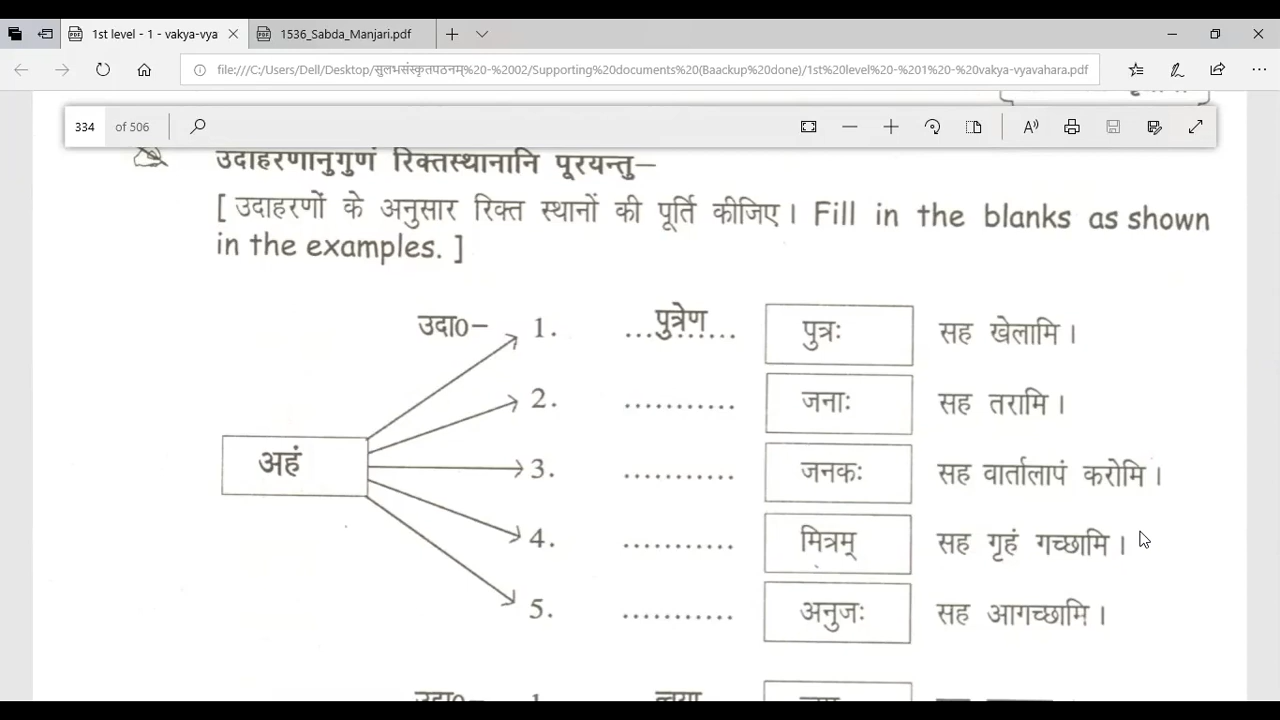 1st level - 1 - vakya-vya
1536_Sabda_Manjari.pdf
file:///C:/Users/Dell/Desktop/सुलभसंस्कृतपठनम्%20-%2002/Supporting%20documents%20(Baackup%20done)/1st%20level%20-%201%20-%20vakya-vyavahara.pdf
334 of 506
उदाहरणानुगुणं रिक्तस्थानानि पूरयन्तु—
[ उदाहरणों के अनुसार रिक्त स्थानों की पूर्ति कीजिए । Fill in the blanks as shown
in the examples. ]
उदा0— 1. ...पुत्रेण... पुत्रः सह खेलामि ।
2. ........... जनाः सह तरामि ।
अहं
3. ........... जनकः सह वार्तालापं करोमि ।
4. ........... मित्रम् सह गृहं गच्छामि ।
5. ........... अनुजः सह आगच्छामि ।